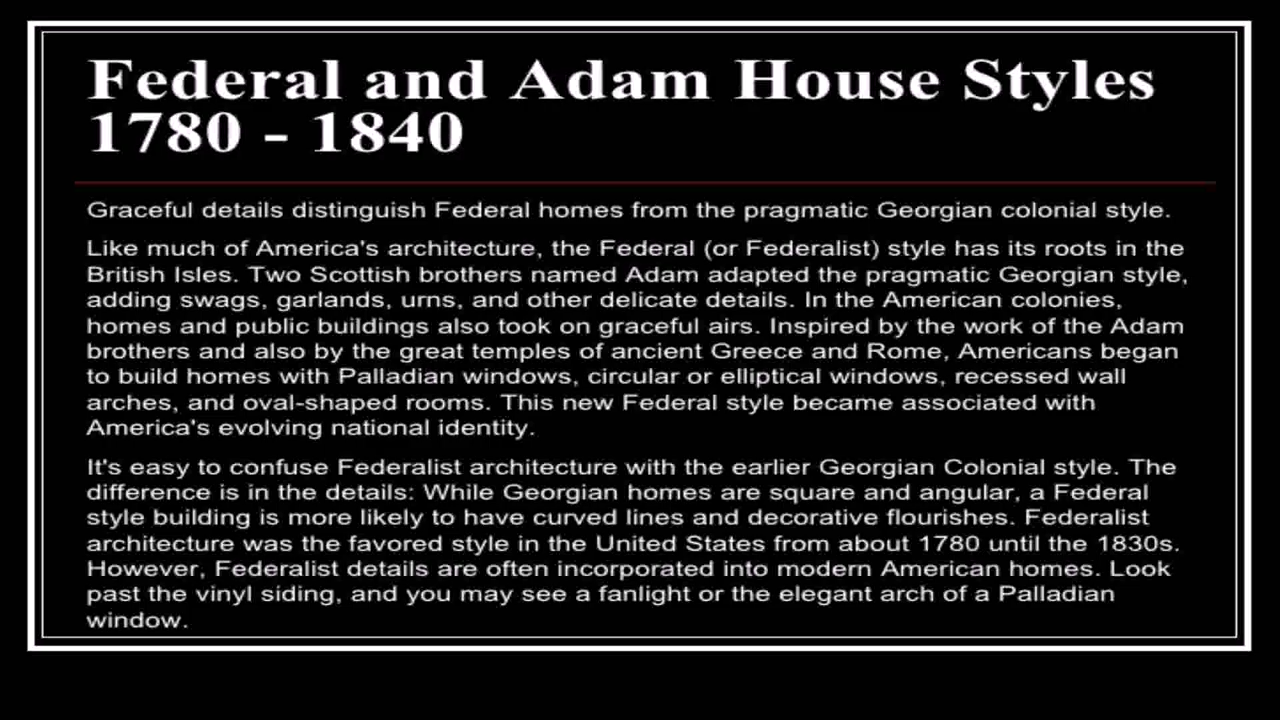 Federal and Adam House Styles
1780 - 1840
Graceful details distinguish Federal homes from the pragmatic Georgian colonial style.
Like much of America's architecture, the Federal (or Federalist) style has its roots in the
British Isles. Two Scottish brothers named Adam adapted the pragmatic Georgian style,
adding swags, garlands, urns, and other delicate details. In the American colonies,
homes and public buildings also took on graceful airs. Inspired by the work of the Adam
brothers and also by the great temples of ancient Greece and Rome, Americans began
to build homes with Palladian windows, circular or elliptical windows, recessed wall
arches, and oval-shaped rooms. This new Federal style became associated with
America's evolving national identity.
It's easy to confuse Federalist architecture with the earlier Georgian Colonial style. The
difference is in the details: While Georgian homes are square and angular, a Federal
style building is more likely to have curved lines and decorative flourishes. Federalist
architecture was the favored style in the United States from about 1780 until the 1830s.
However, Federalist details are often incorporated into modern American homes. Look
past the vinyl siding, and you may see a fanlight or the elegant arch of a Palladian
window.